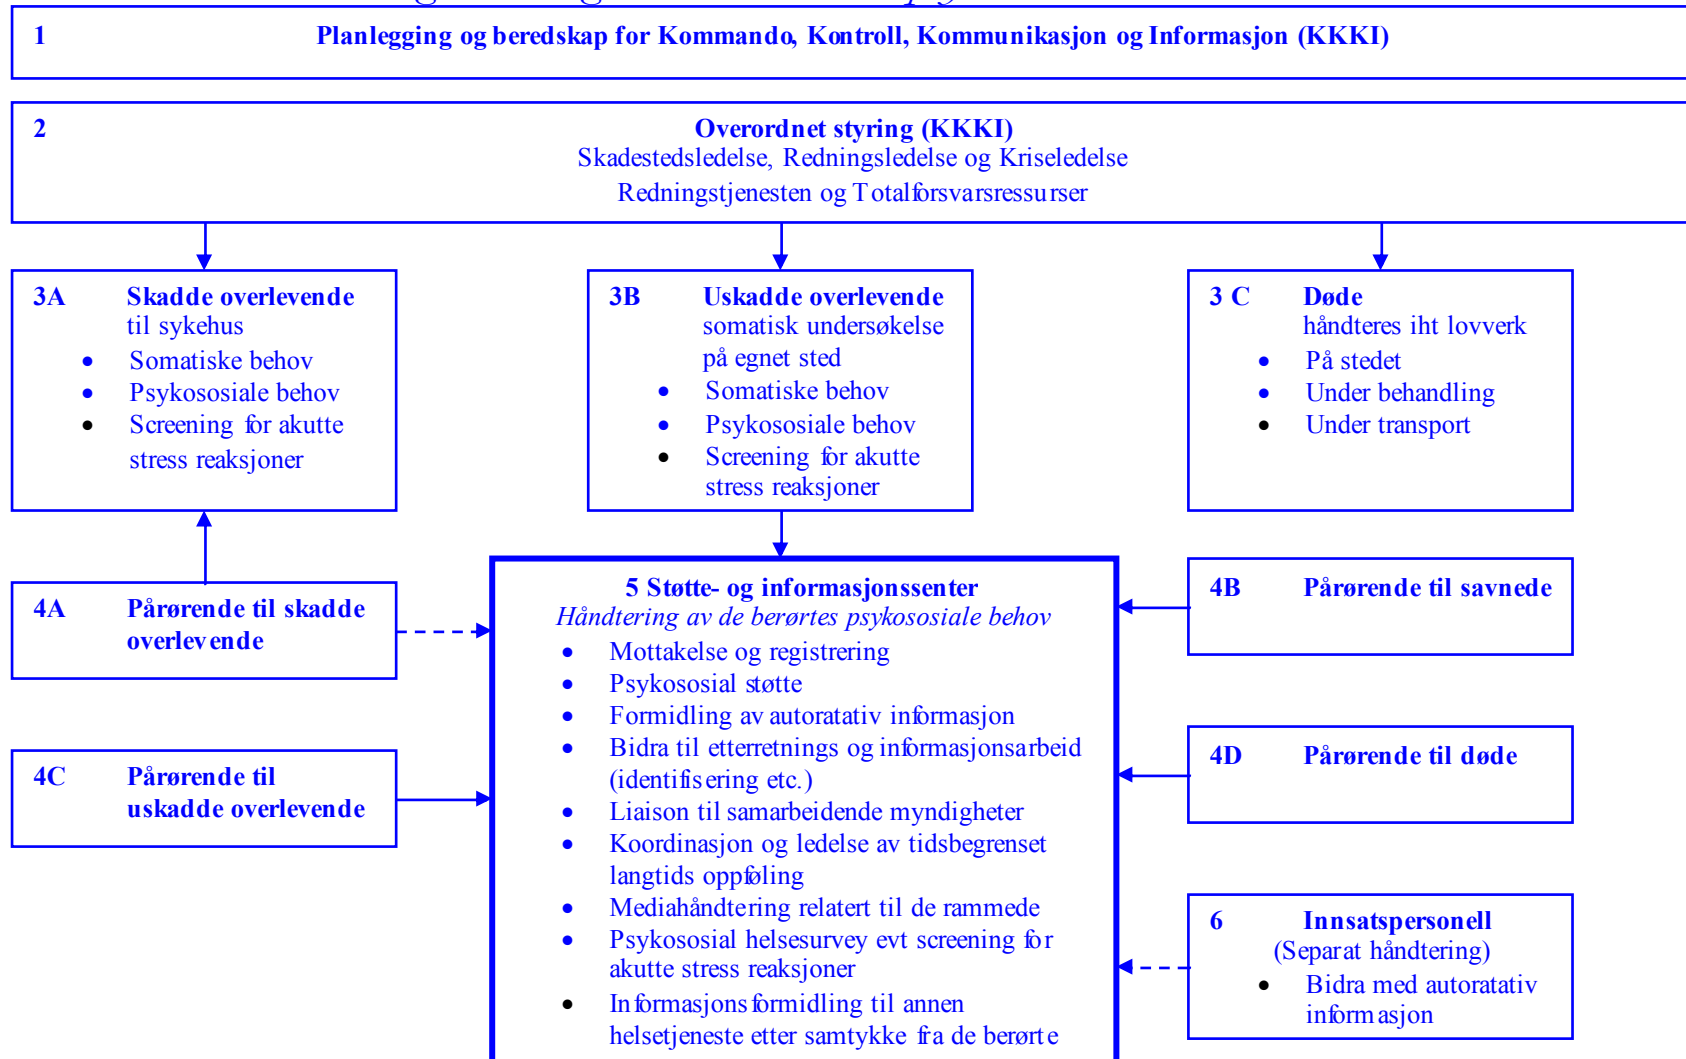 1 Planlegging og beredskap for Kommando, Kontroll, Kommunikasjon og Informasjon (KKKI)
2 Overordnet styring (KKKI)
Skadestedsledelse, Redningsledelse og Kriseledelse
Redningstjenesten og Totalforsvarsressurser
3A Skadde overlevende
til sykehus
• Somatiske behov
• Psykososiale behov
• Screening for akutte
stress reaksjoner
3B Uskadde overlevende
somatisk undersøkelse
på egnet sted
• Somatiske behov
• Psykososiale behov
• Screening for akutte
stress reaksjoner
3 C Døde
håndteres iht lovverk
• På stedet
• Under behandling
• Under transport
4A Pårørende til skadde
overlevende
4C Pårørende til
uskadde overlevende
5 Støtte- og informasjonssenter
Håndtering av de berørtes psykososiale behov
• Mottakelse og registrering
• Psykososial støtte
• Formidling av autoratativ informasjon
• Bidra til etterretnings og informasjonsarbeid
(identifisering etc.)
• Liaison til samarbeidende myndigheter
• Koordinasjon og ledelse av tidsbegrenset
langtids oppføling
• Mediahåndtering relatert til de rammede
• Psykososial helsesurvey evt screening for
akutte stress reaksjoner
• Informasjonsformidling til annen
helsetjeneste etter samtykke fra de berørte
4B Pårørende til savnede
4D Pårørende til døde
6 Innsatspersonell
(Separat håndtering)
• Bidra med autoratativ
informasjon